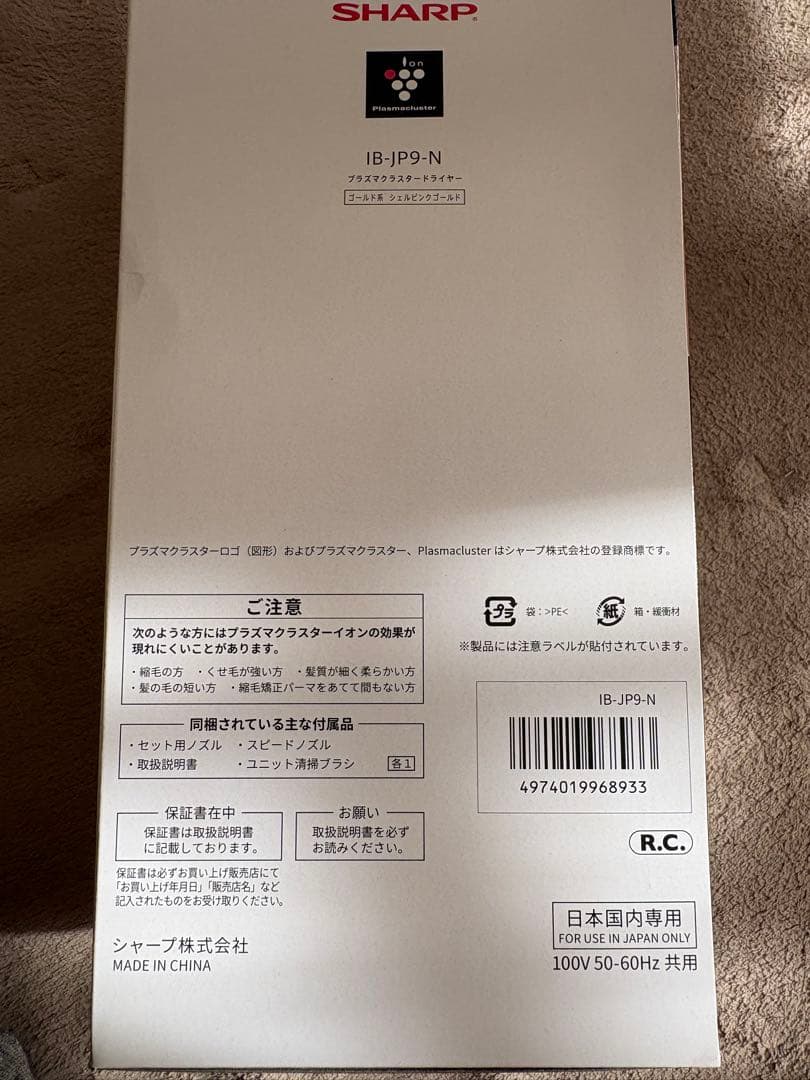 SHARP
Ion
Plasmacluster
IB-JP9-N
プラズマクラスタードライヤー
ゴールド系 シェルピンクゴールド
プラズマクラスターロゴ（図形）およびプラズマクラスター、Plasmacluster はシャープ株式会社の登録商標です。
ご注意
次のような方にはプラズマクラスターイオンの効果が
現れにくいことがあります。
・縮毛の方 ・くせ毛が強い方 ・髪質が細く柔らかい方
・髪の毛の短い方 ・縮毛矯正パーマをあてて間もない方
同梱されている主な付属品
・セット用ノズル ・スピードノズル
・取扱説明書 ・ユニット清掃ブラシ 各1
保証書在中
保証書は取扱説明書
に記載しております。
保証書は必ずお買い上げ販売店にて
「お買い上げ年月日」「販売店名」など
記入されたものをお受け取りください。
お願い
取扱説明書を必ず
お読みください。
シャープ株式会社
MADE IN CHINA
プラ 袋：>PE< 紙 箱・緩衝材
※製品には注意ラベルが貼付されています。
IB-JP9-N
4974019968933
R.C.
日本国内専用
FOR USE IN JAPAN ONLY
100V 50-60Hz 共用